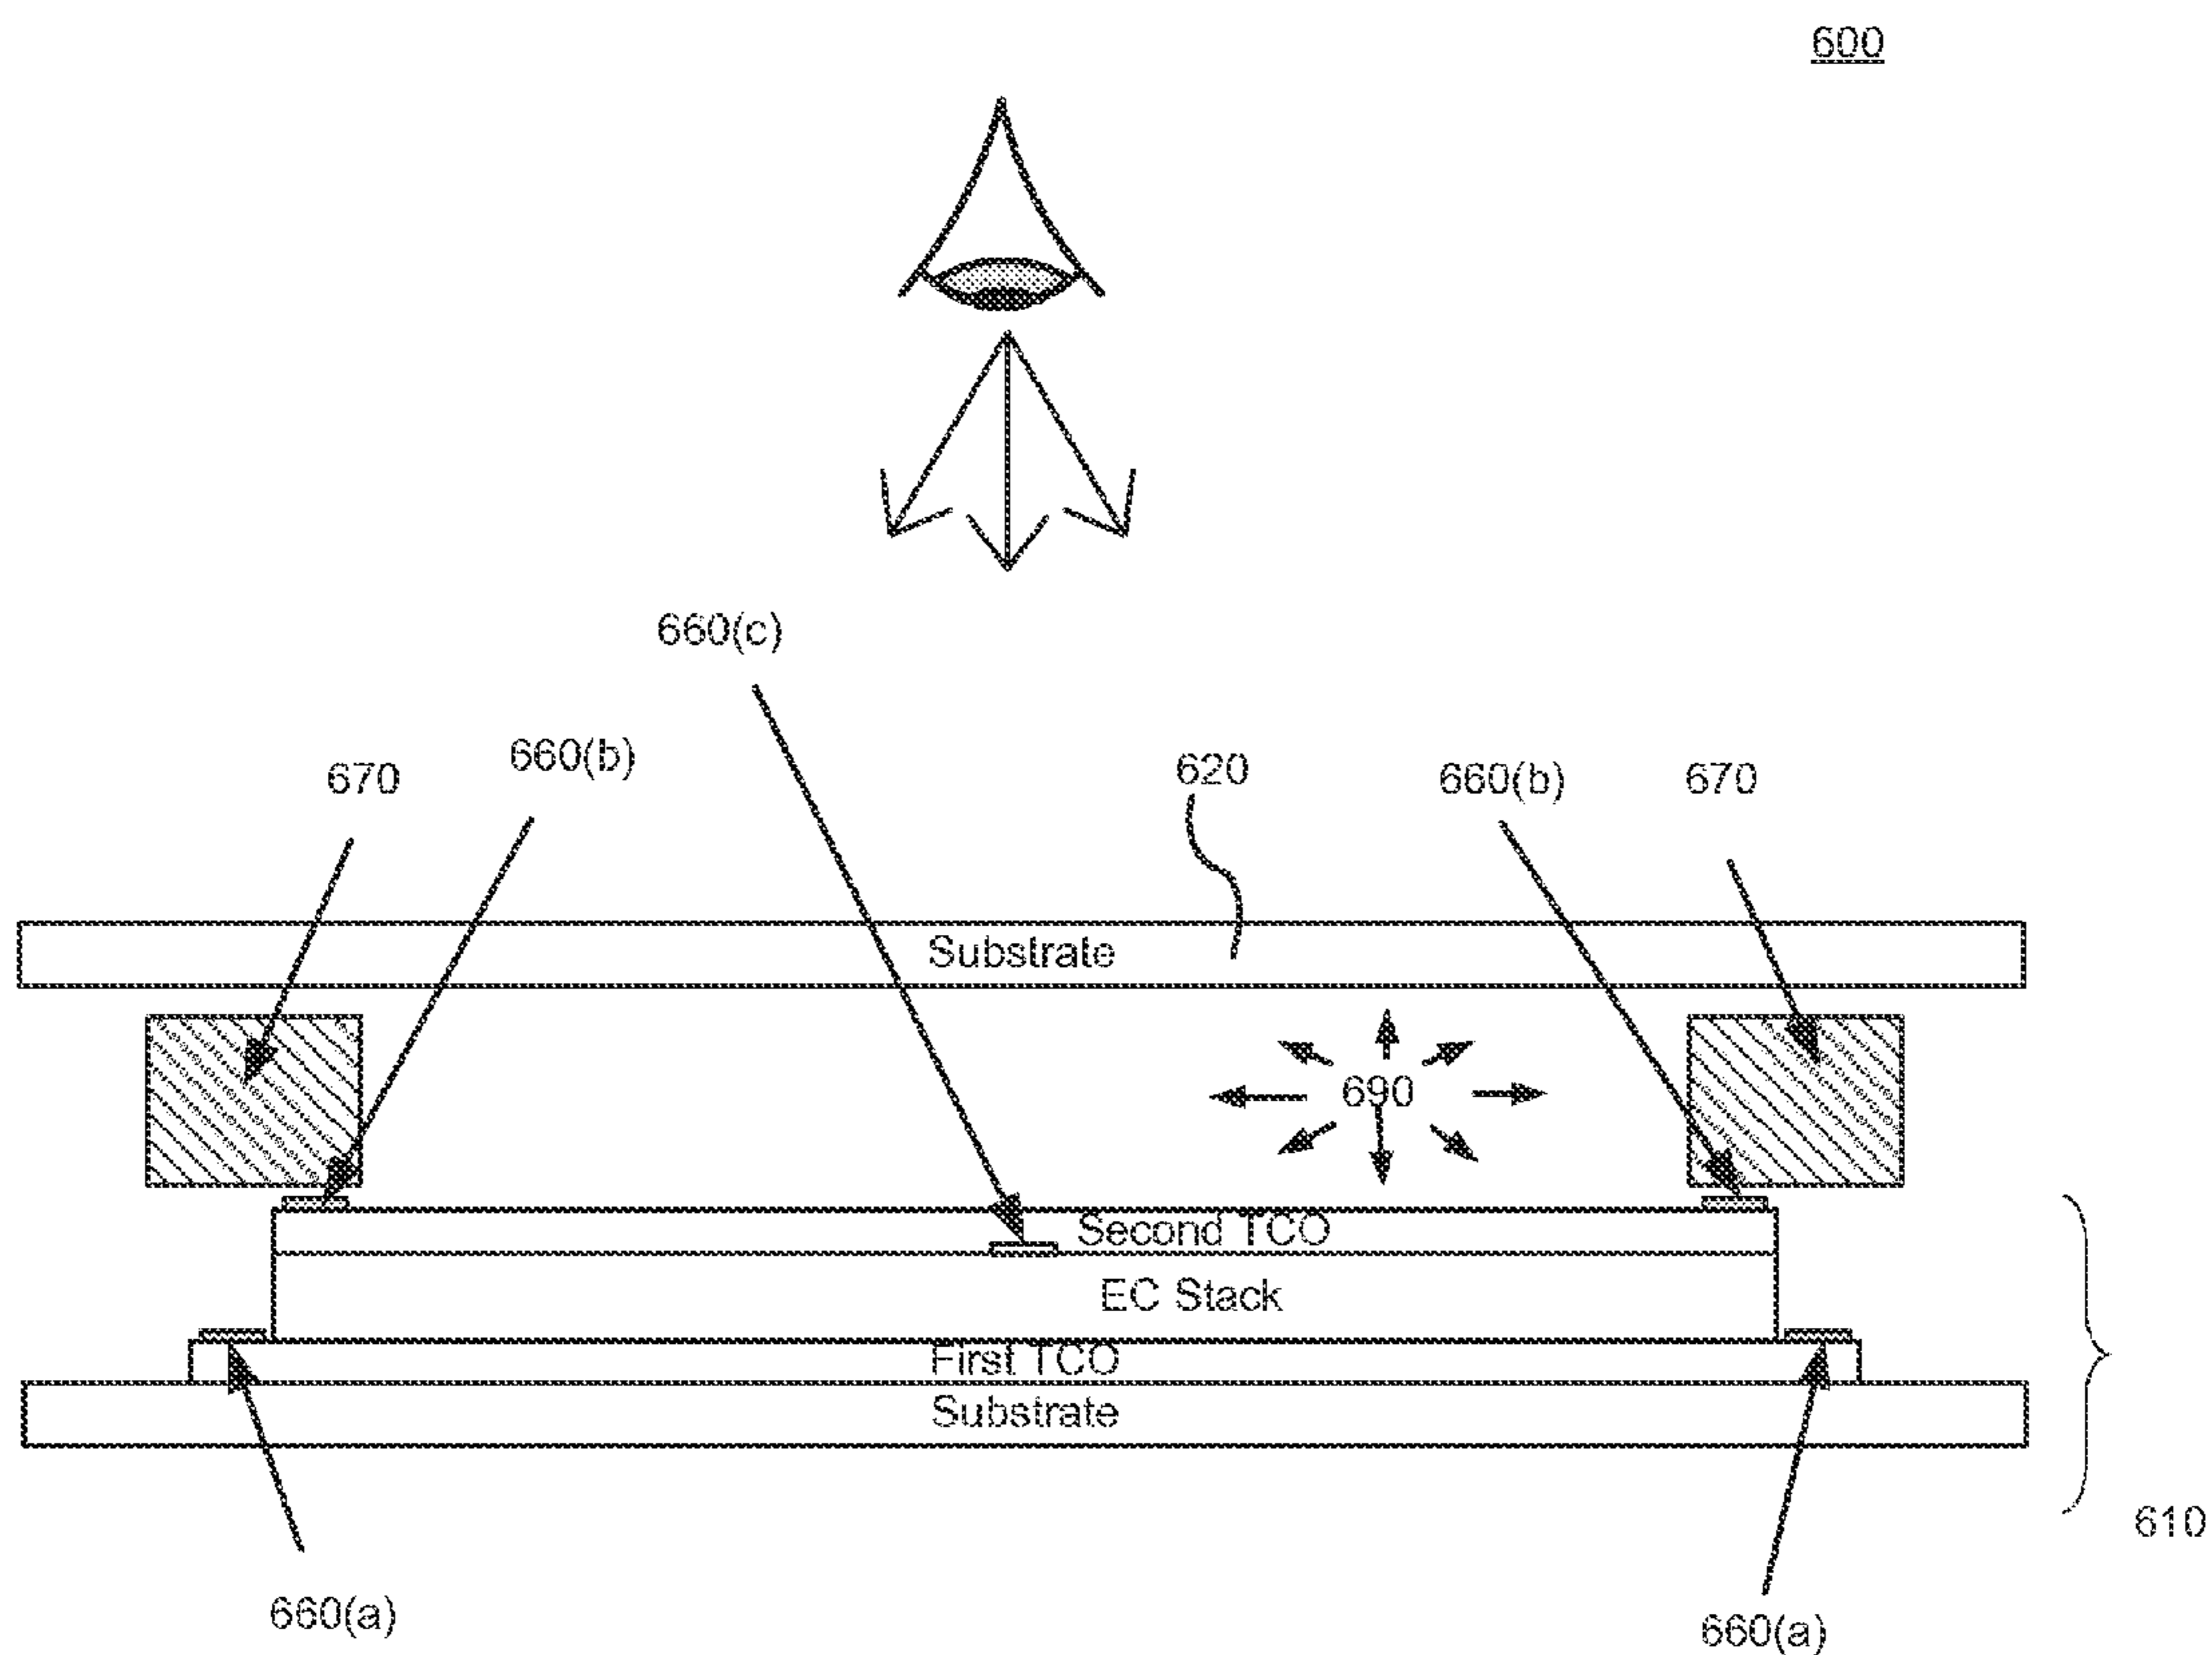 600
660(c)
660(b)
670
620
660(b)
670
Substrate
690
Second TCO
EC Stack
First TCO
Substrate
610
660(a)
660(a)